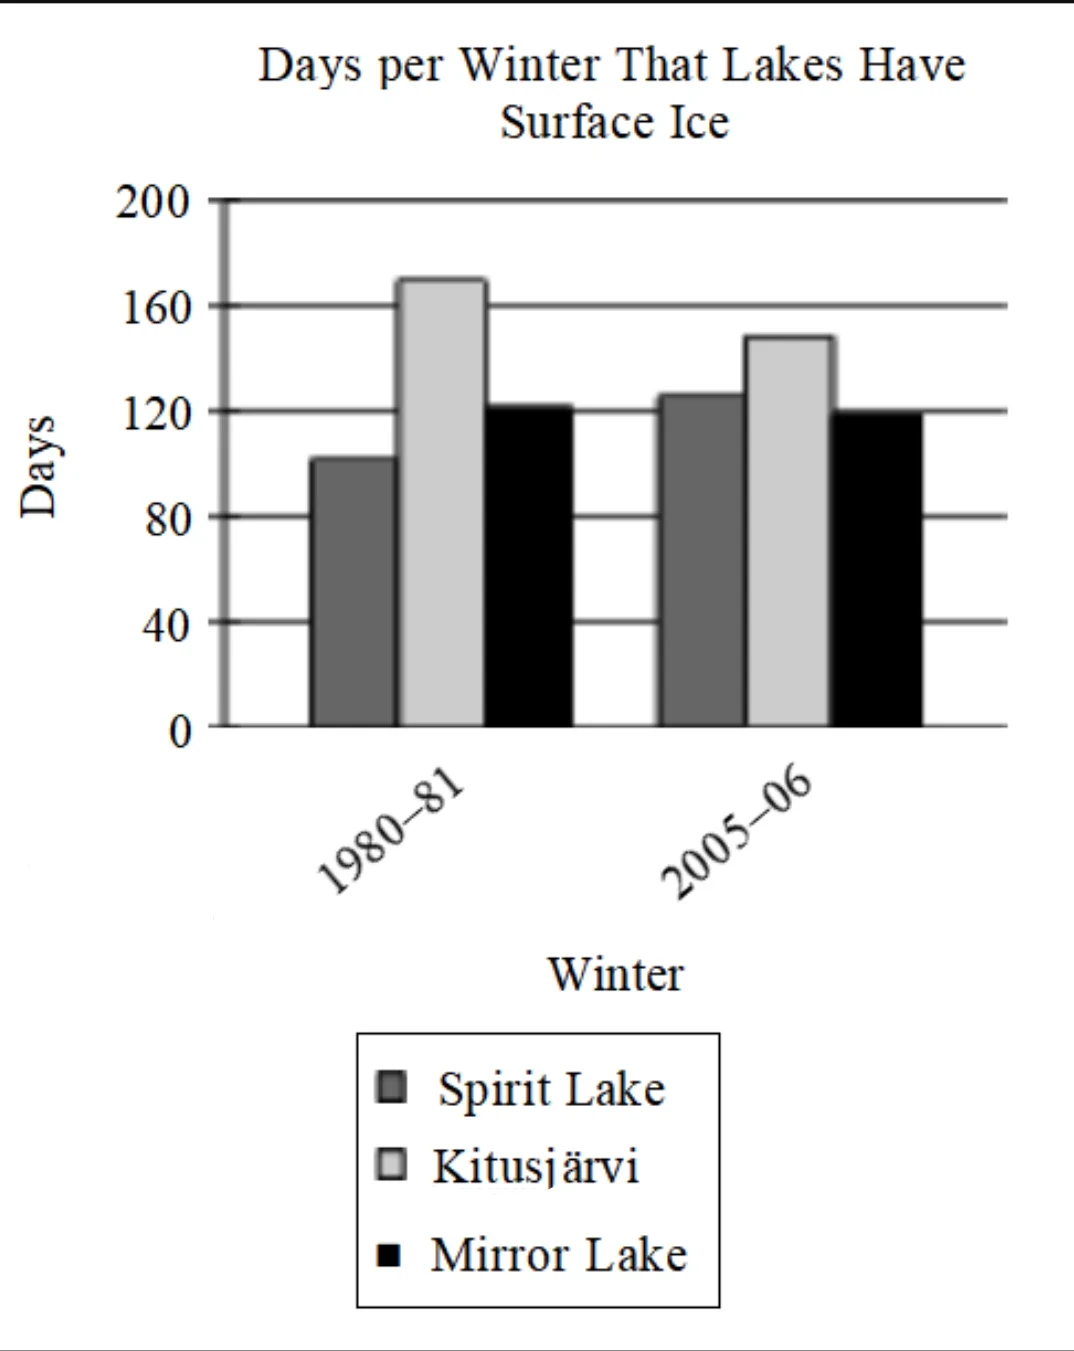 Days per Winter That Lakes Have
Surface Ice
200
160
120
80
40
0
Days
1980–81
2005–06
Winter
Spirit Lake
Kitusjärvi
Mirror Lake